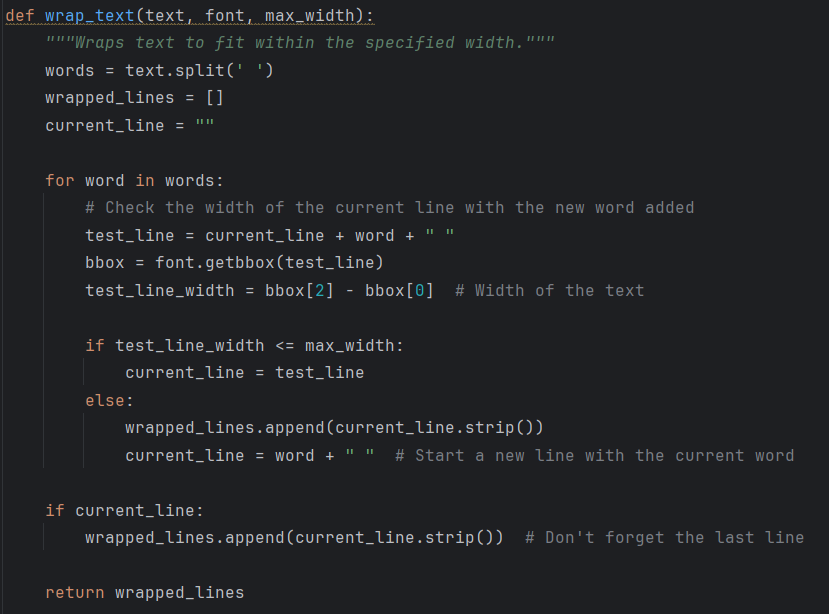 def wrap_text(text, font, max_width):
    """Wraps text to fit within the specified width."""
    words = text.split(' ')
    wrapped_lines = []
    current_line = ""

    for word in words:
        # Check the width of the current line with the new word added
        test_line = current_line + word + " "
        bbox = font.getbbox(test_line)
        test_line_width = bbox[2] - bbox[0]  # Width of the text

        if test_line_width <= max_width:
            current_line = test_line
        else:
            wrapped_lines.append(current_line.strip())
            current_line = word + " "  # Start a new line with the current word

    if current_line:
        wrapped_lines.append(current_line.strip())  # Don't forget the last line

    return wrapped_lines